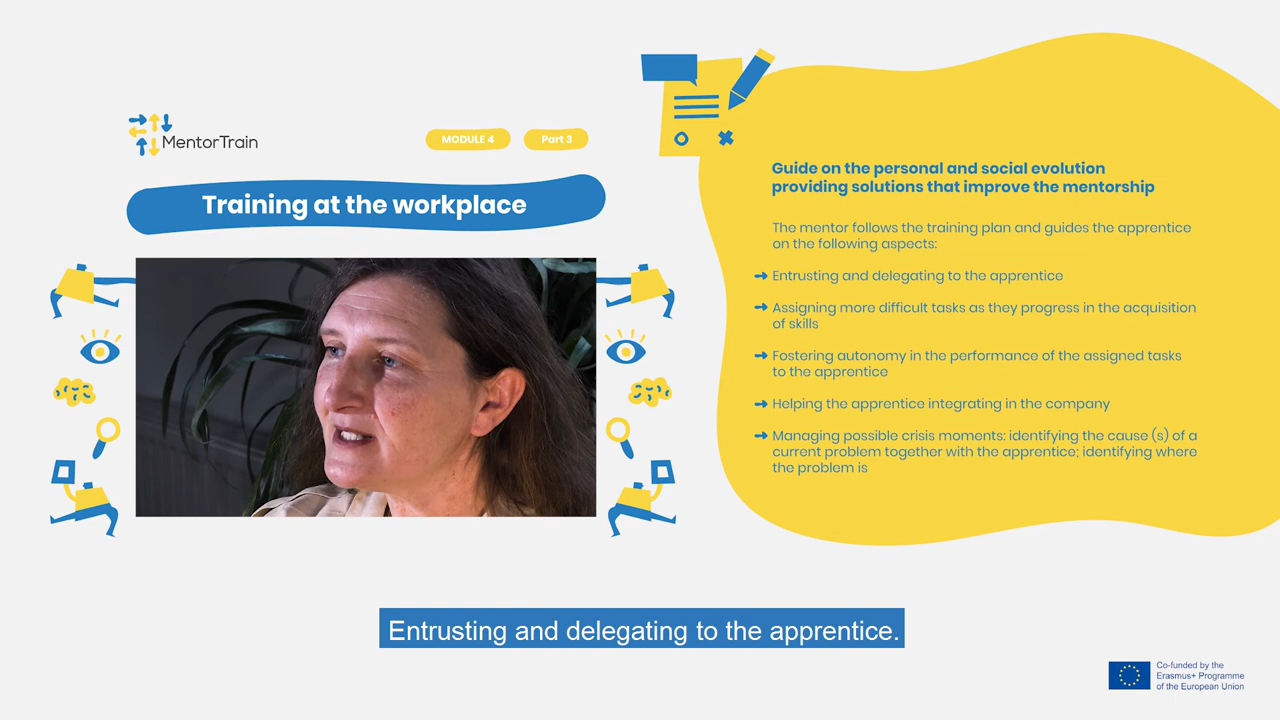 MentorTrain
MODULE 4
Part 3
Training at the workplace
Guide on the personal and social evolution
providing solutions that improve the mentorship
The mentor follows the training plan and guides the apprentice
on the following aspects:
Entrusting and delegating to the apprentice
Assigning more difficult tasks as they progress in the acquisition
of skills
Fostering autonomy in the performance of the assigned tasks
to the apprentice
Helping the apprentice integrating in the company
Managing possible crisis moments: identifying the cause (s) of a
current problem together with the apprentice; identifying where
the problem is
Entrusting and delegating to the apprentice.
Co-funded by the
Erasmus+ Programme
of the European Union